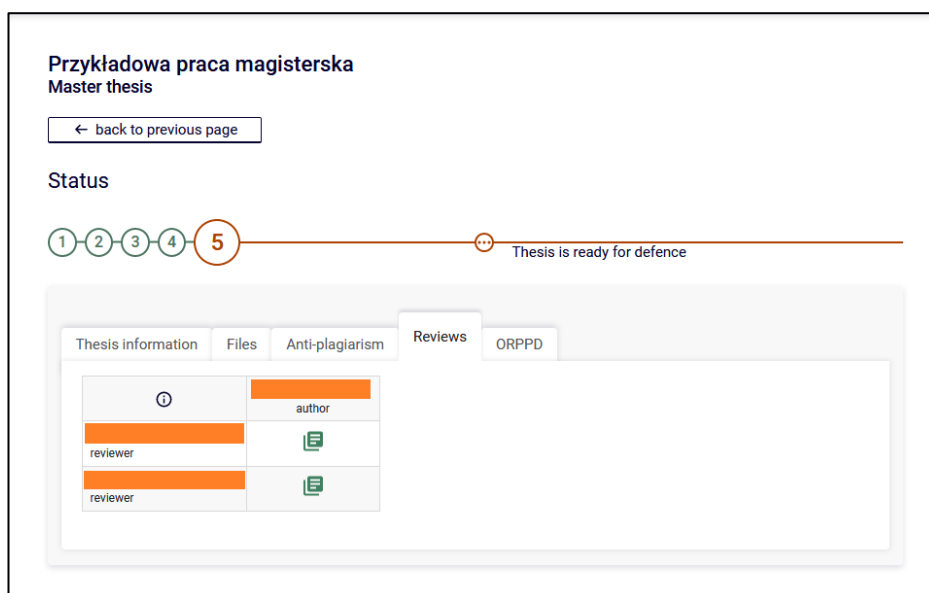 Przykładowa praca magisterska
Master thesis
← back to previous page
Status
1 2 3 4 5
Thesis is ready for defence
Thesis information Files Anti-plagiarism Reviews ORPPD
author
reviewer
reviewer